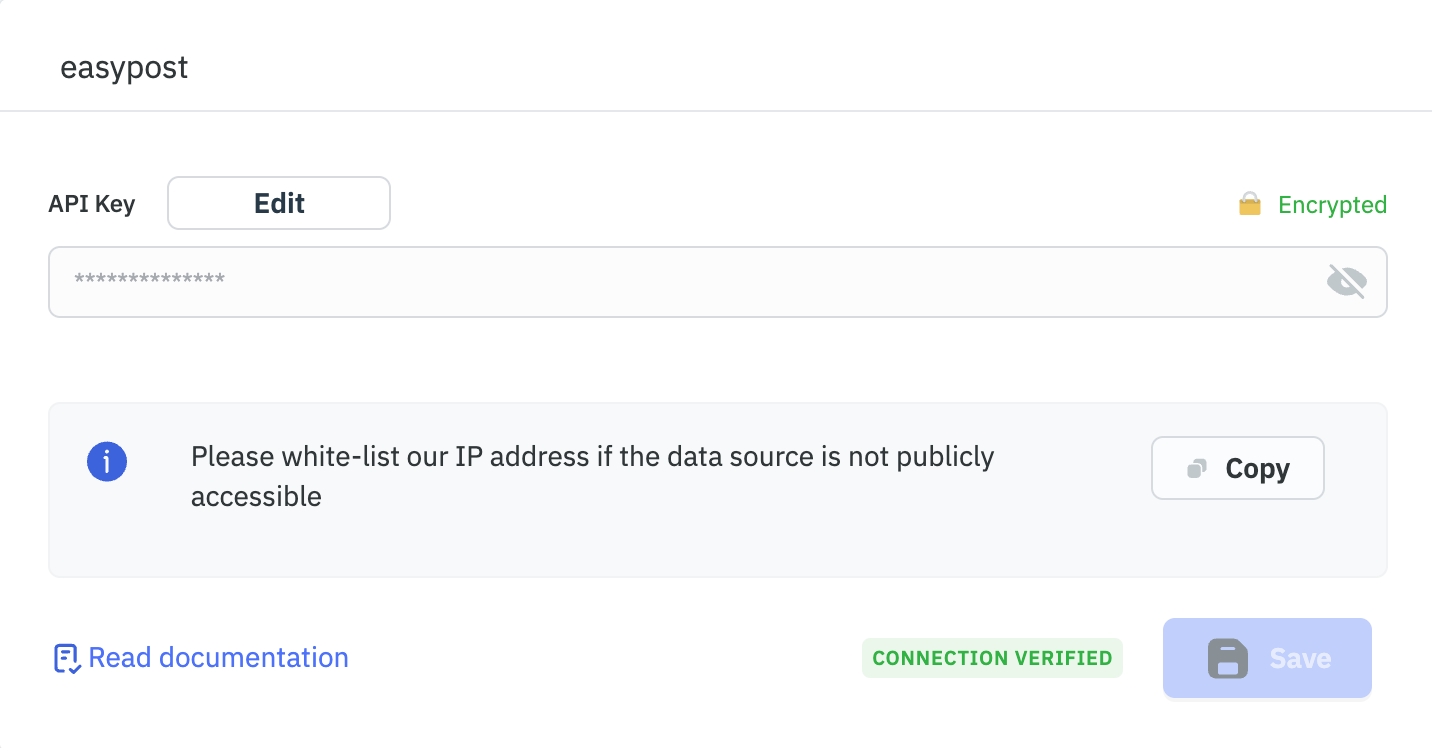 easypost
API Key
Edit
Encrypted
**************
Please white-list our IP address if the data source is not publicly
accessible
Copy
Read documentation
CONNECTION VERIFIED
Save